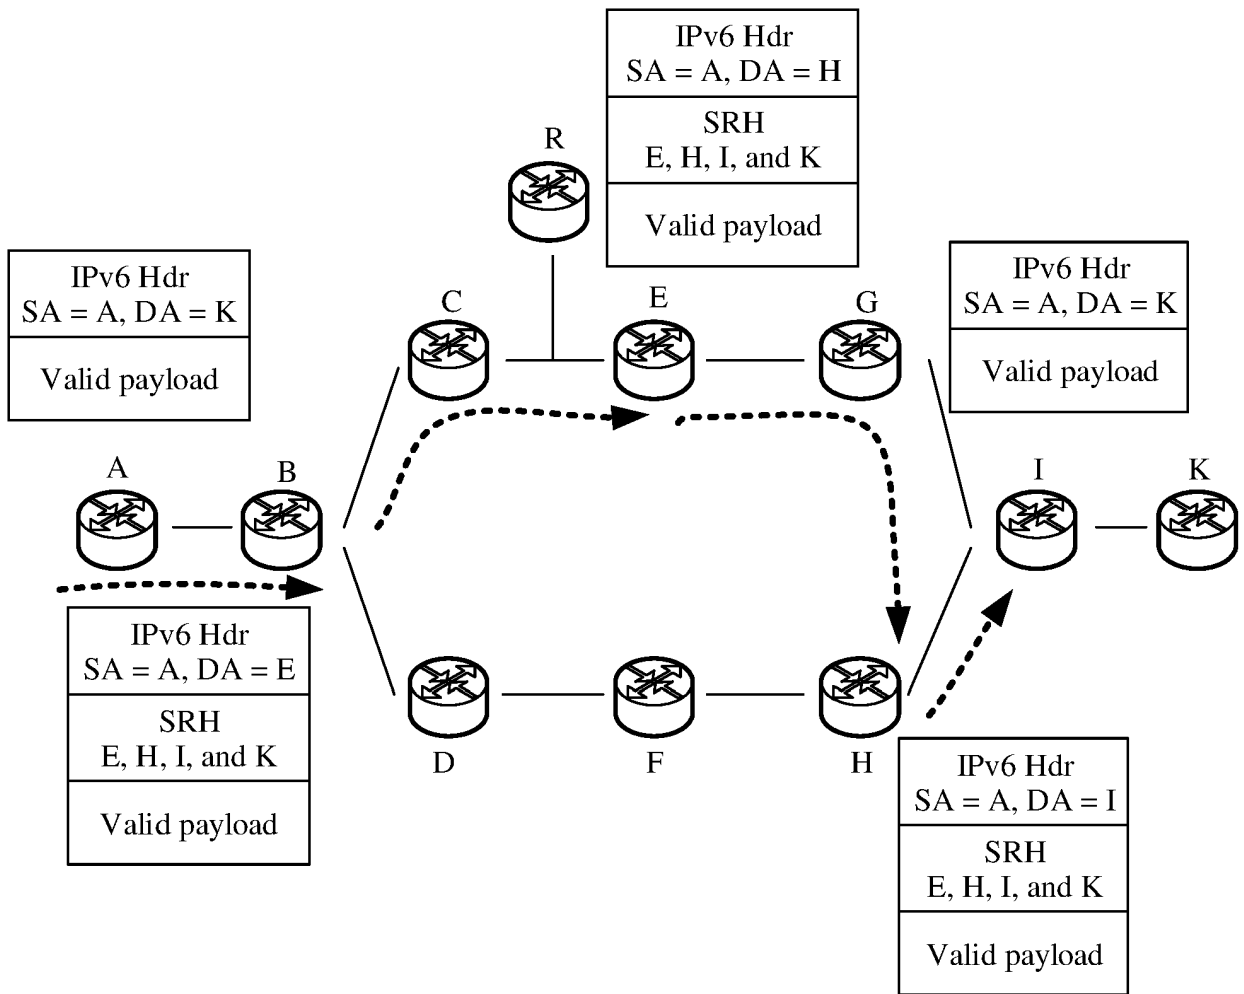 IPv6 Hdr
SA = A, DA = H
SRH
E, H, I, and K
Valid payload
R
IPv6 Hdr
SA = A, DA = K
Valid payload
C
E
G
IPv6 Hdr
SA = A, DA = K
Valid payload
A
B
I
K
IPv6 Hdr
SA = A, DA = E
SRH
E, H, I, and K
Valid payload
D
F
H
IPv6 Hdr
SA = A, DA = I
SRH
E, H, I, and K
Valid payload